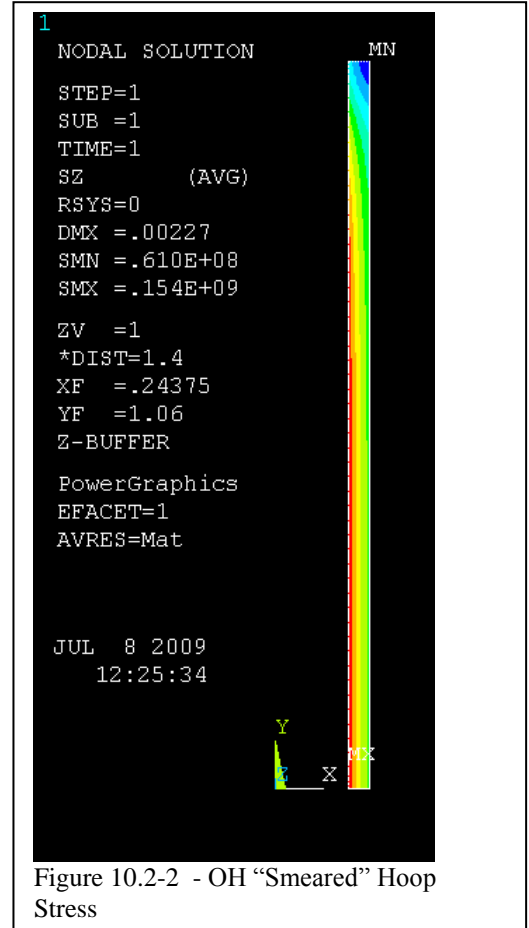 1
NODAL SOLUTION
MN
STEP=1
SUB =1
TIME=1
SZ (AVG)
RSYS=0
DMX =.00227
SMN =.610E+08
SMX =.154E+09
ZV =1
*DIST=1.4
XF =.24375
YF =1.06
Z-BUFFER
PowerGraphics
EFACET=1
AVRES=Mat
JUL 8 2009
12:25:34
Y
MX
Z X
Figure 10.2-2 - OH “Smeared” Hoop
Stress